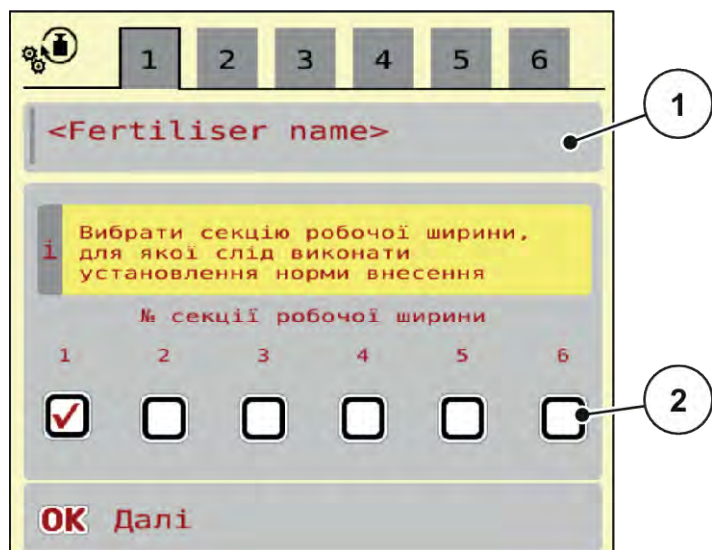 1 2 3 4 5 6
<Fertiliser name>
1
i
Вибрати секцію робочої ширини,
для якої слід виконати
установлення норми внесення
№ секції робочої ширини
1 2 3 4 5 6
2
OK Далі